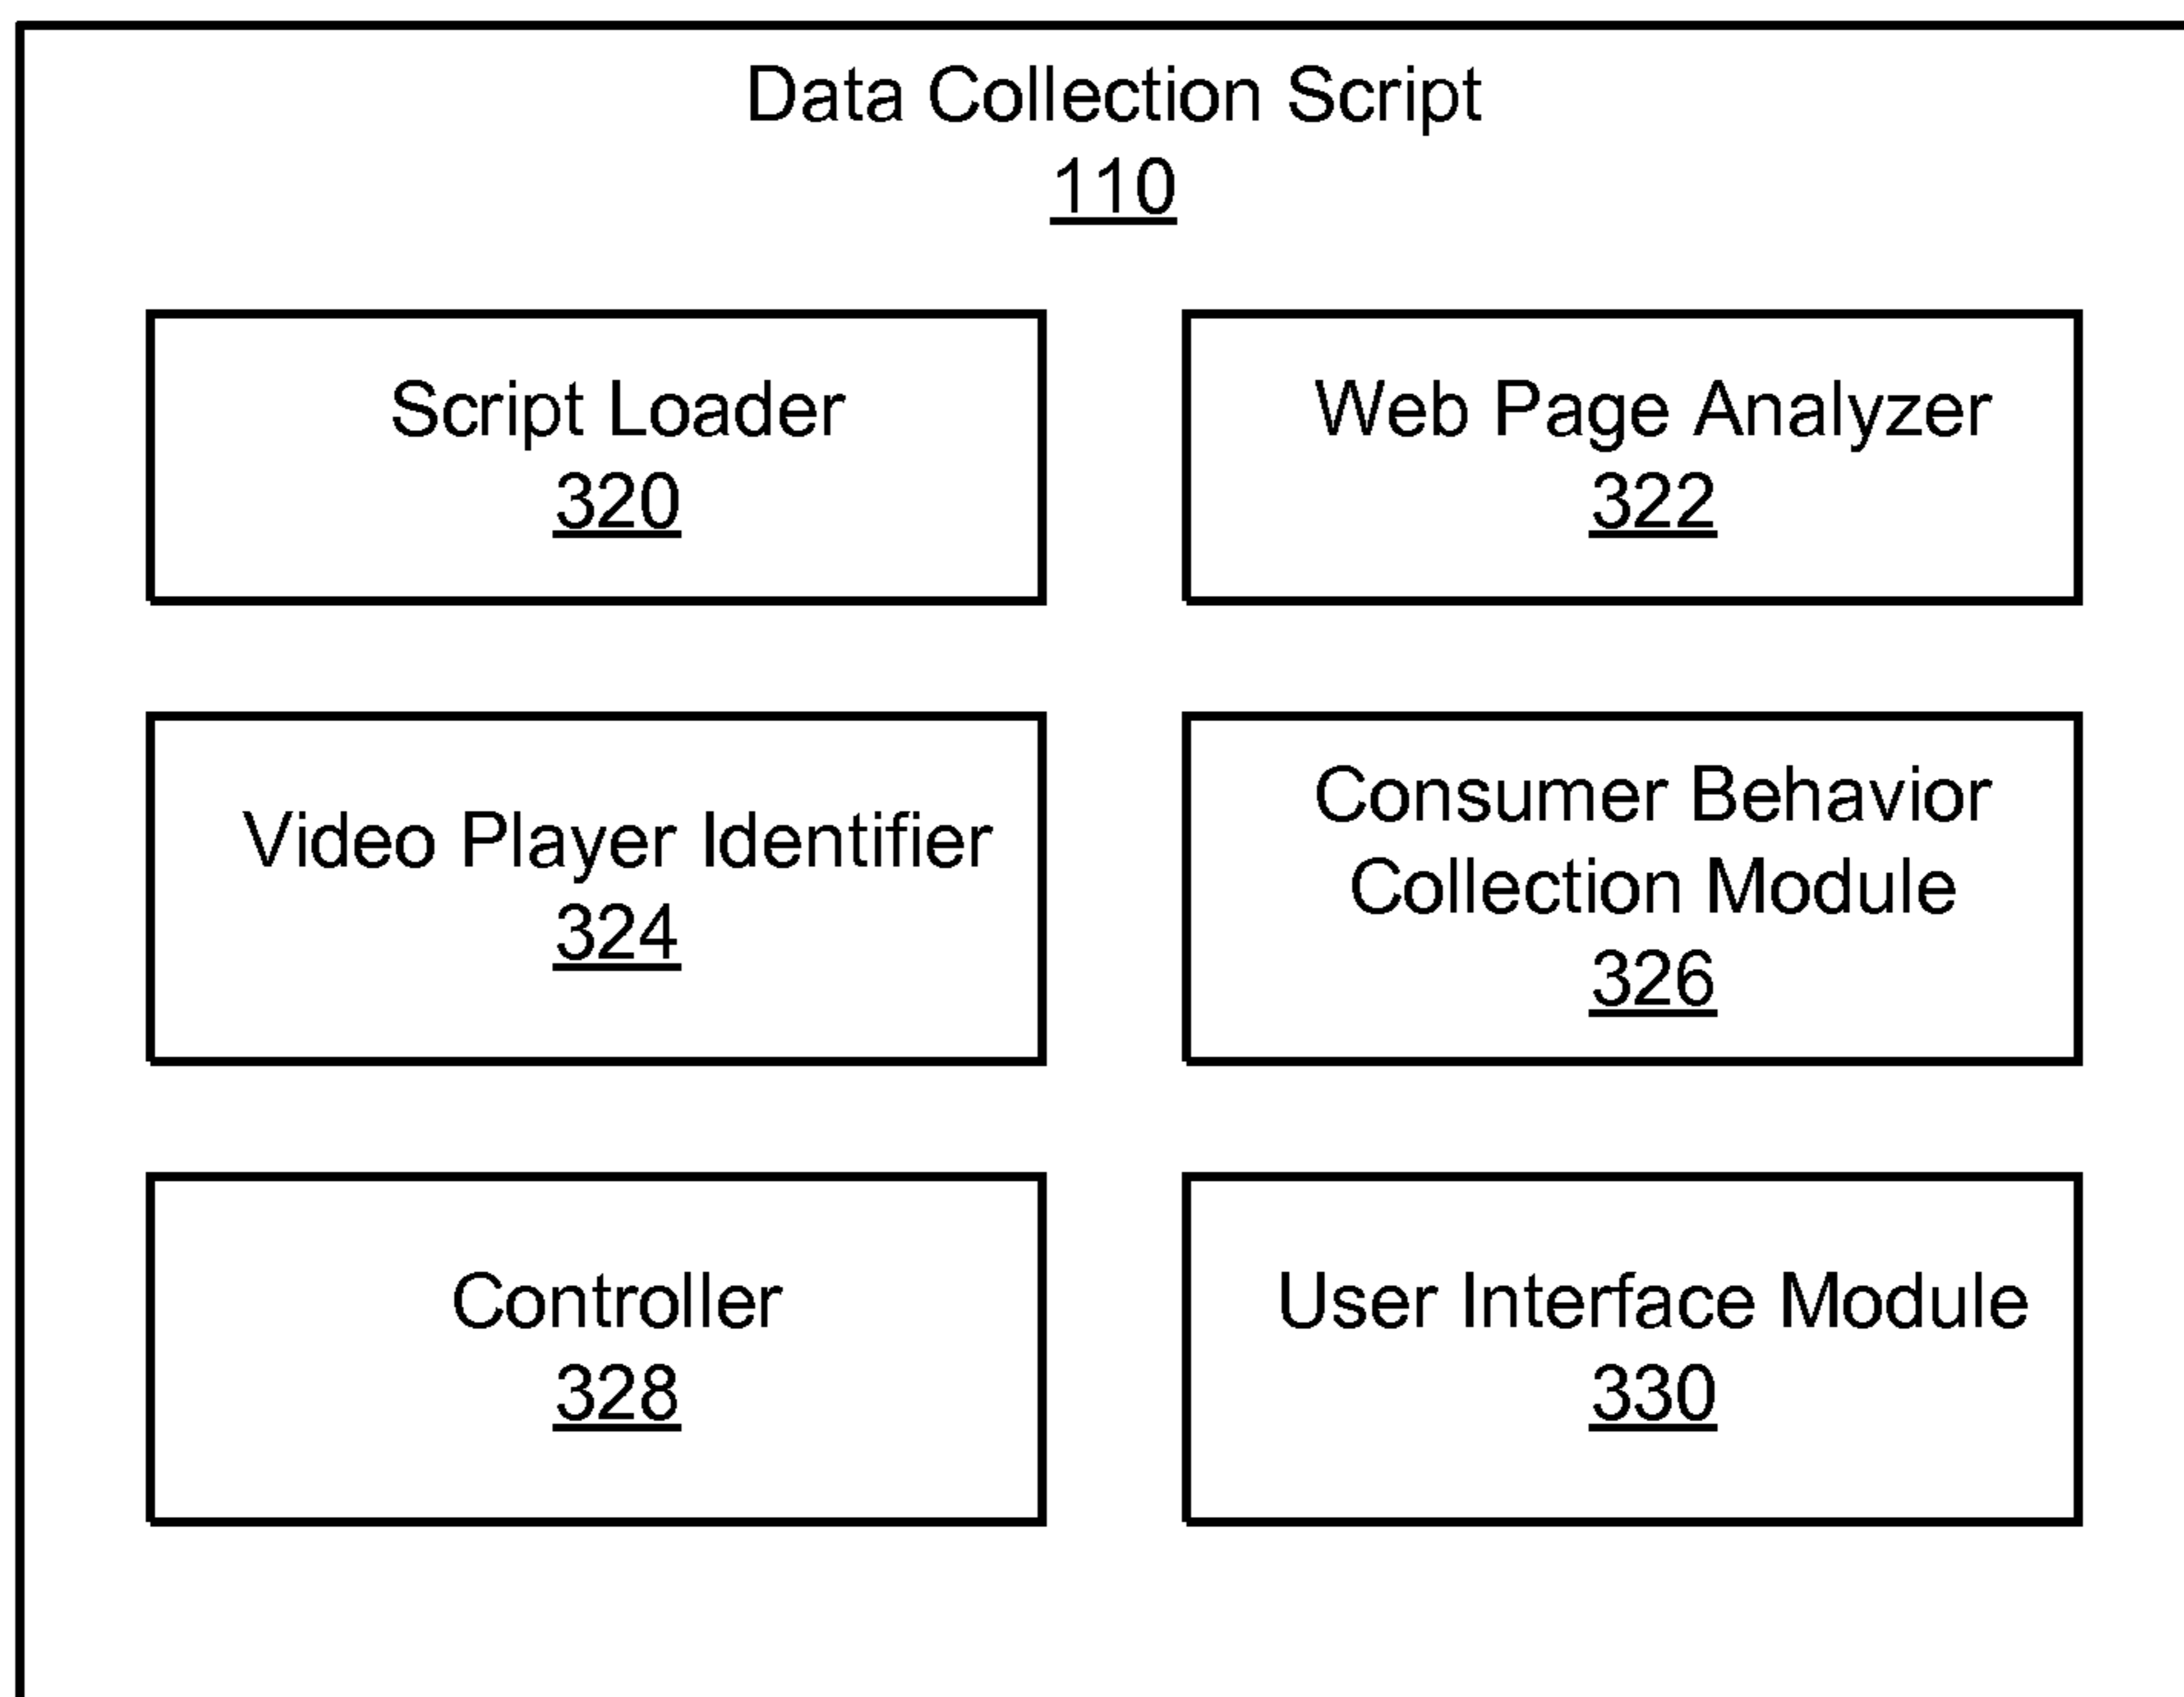 Data Collection Script
110
Script Loader
320
Web Page Analyzer
322
Video Player Identifier
324
Consumer Behavior
Collection Module
326
Controller
328
User Interface Module
330